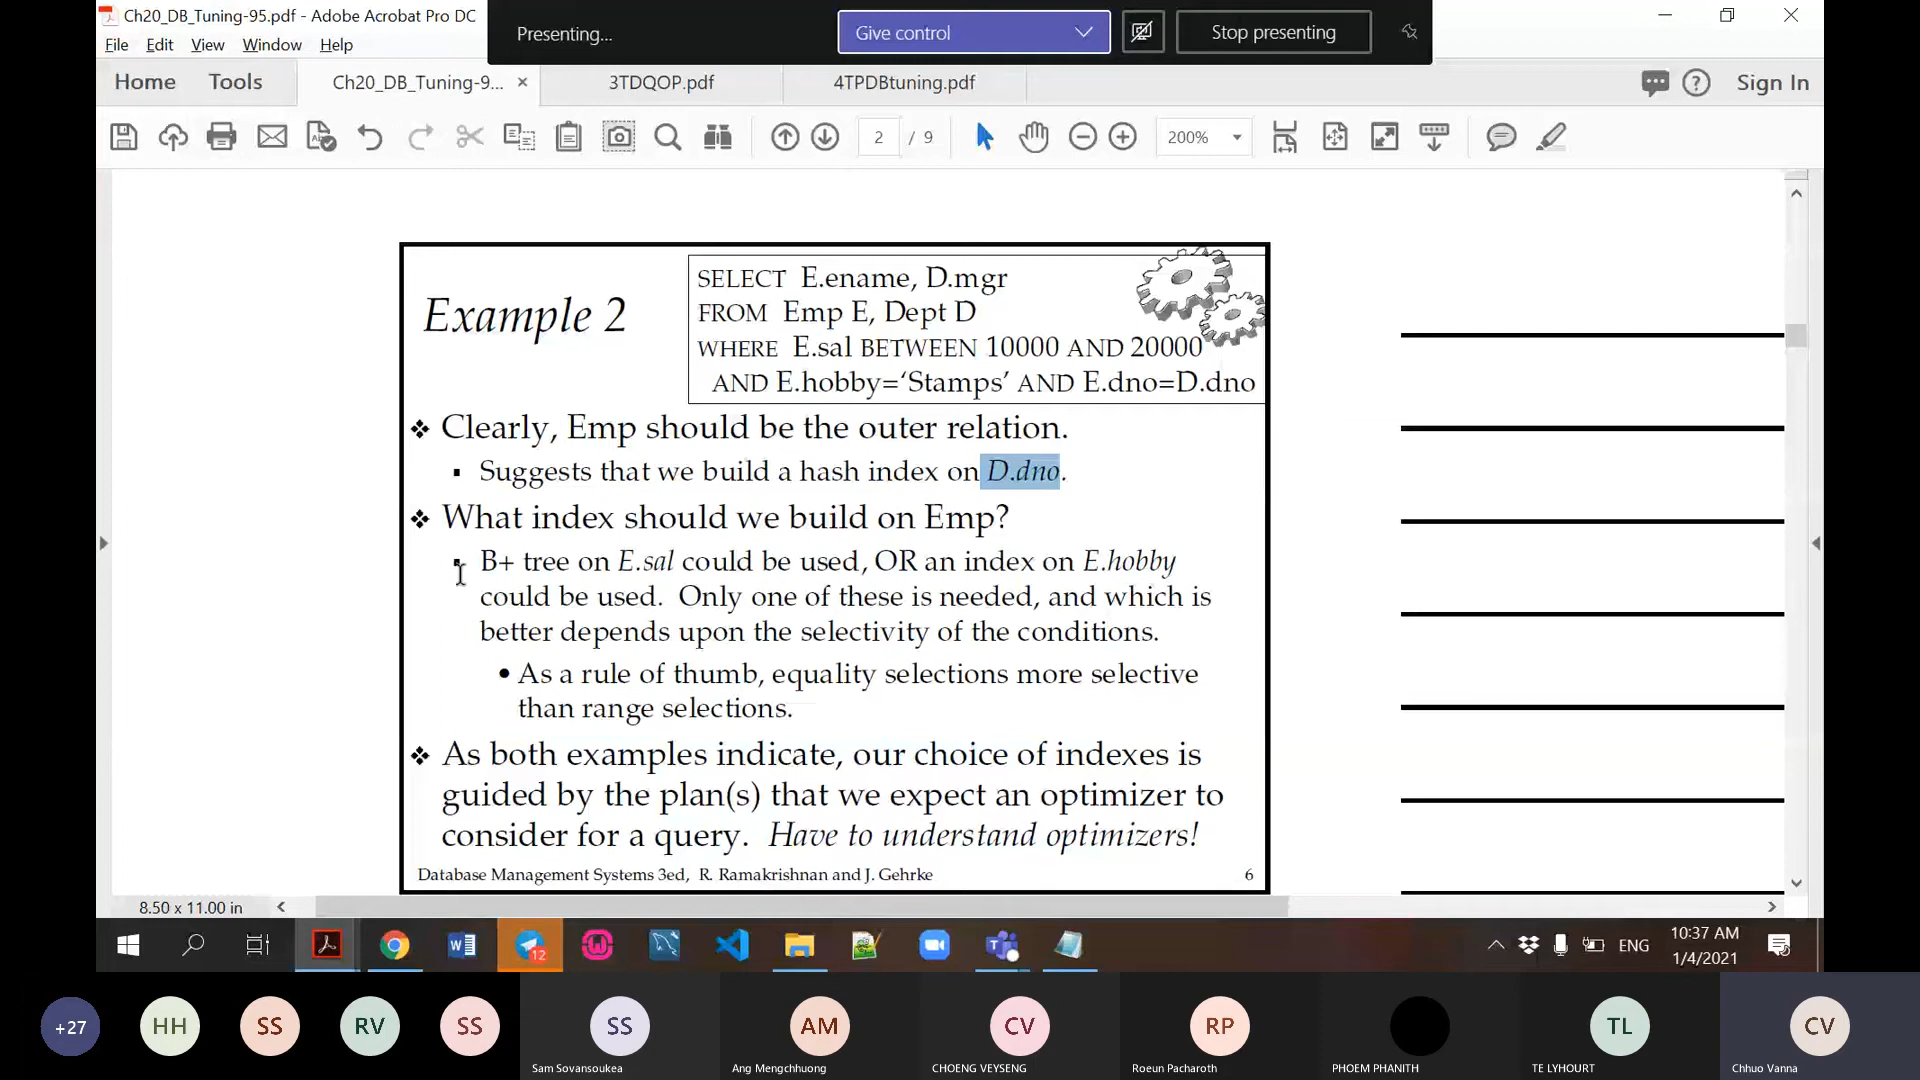 Ch20_DB_Tuning-95.pdf - Adobe Acrobat Pro DC
Presenting...
Give control
Stop presenting
File Edit View Window Help
Home Tools Ch20_DB_Tuning-9... × 3TDQOP.pdf 4TPDBtuning.pdf Sign In
2 / 9 200%
Example 2
SELECT E.ename, D.mgr
FROM Emp E, Dept D
WHERE E.sal BETWEEN 10000 AND 20000
AND E.hobby=‘Stamps’ AND E.dno=D.dno
❖ Clearly, Emp should be the outer relation.
▪ Suggests that we build a hash index on D.dno.
❖ What index should we build on Emp?
▪ B+ tree on E.sal could be used, OR an index on E.hobby
could be used. Only one of these is needed, and which is
better depends upon the selectivity of the conditions.
• As a rule of thumb, equality selections more selective
than range selections.
❖ As both examples indicate, our choice of indexes is
guided by the plan(s) that we expect an optimizer to
consider for a query. Have to understand optimizers!
Database Management Systems 3ed, R. Ramakrishnan and J. Gehrke 6
8.50 x 11.00 in
12
ENG
10:37 AM
1/4/2021
+27 HH SS RV SS SS AM CV RP TL CV
Sam Sovansoukea Ang Mengchhuong CHOENG VEYSENG Roeun Pacharoth PHOEM PHANITH TE LYHOURT Chhuo Vanna